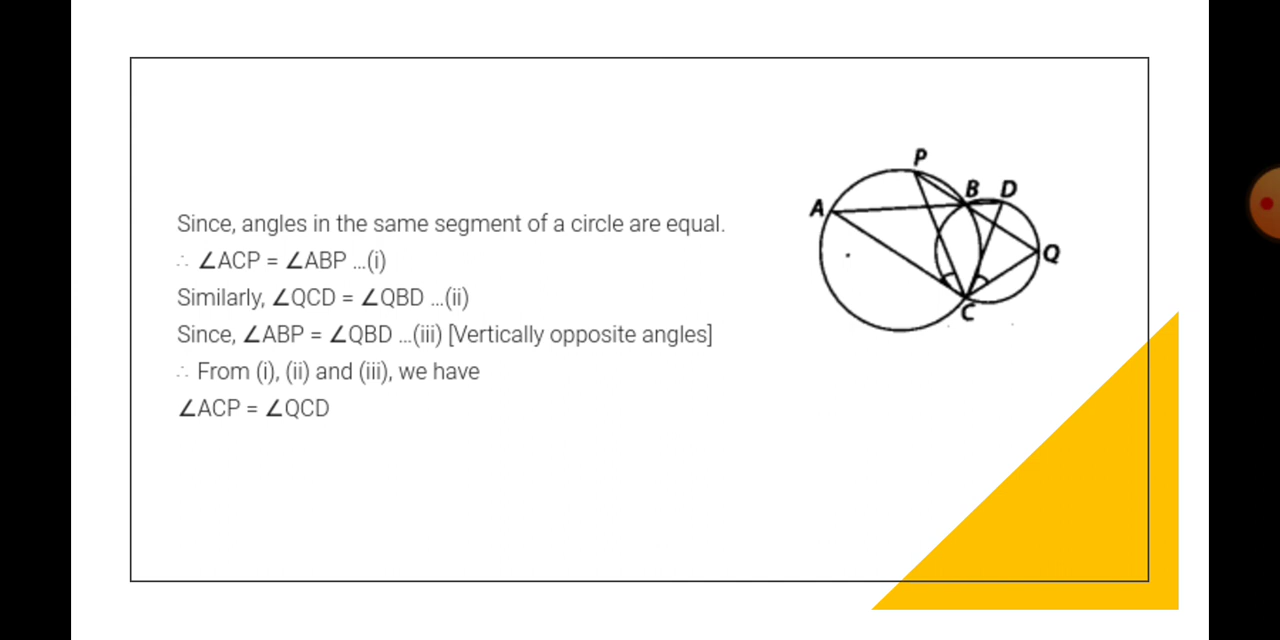 Since, angles in the same segment of a circle are equal.
∴ ∠ACP = ∠ABP …(i)
Similarly, ∠QCD = ∠QBD …(ii)
Since, ∠ABP = ∠QBD …(iii) [Vertically opposite angles]
∴ From (i), (ii) and (iii), we have
∠ACP = ∠QCD
P
B D
A
Q
C